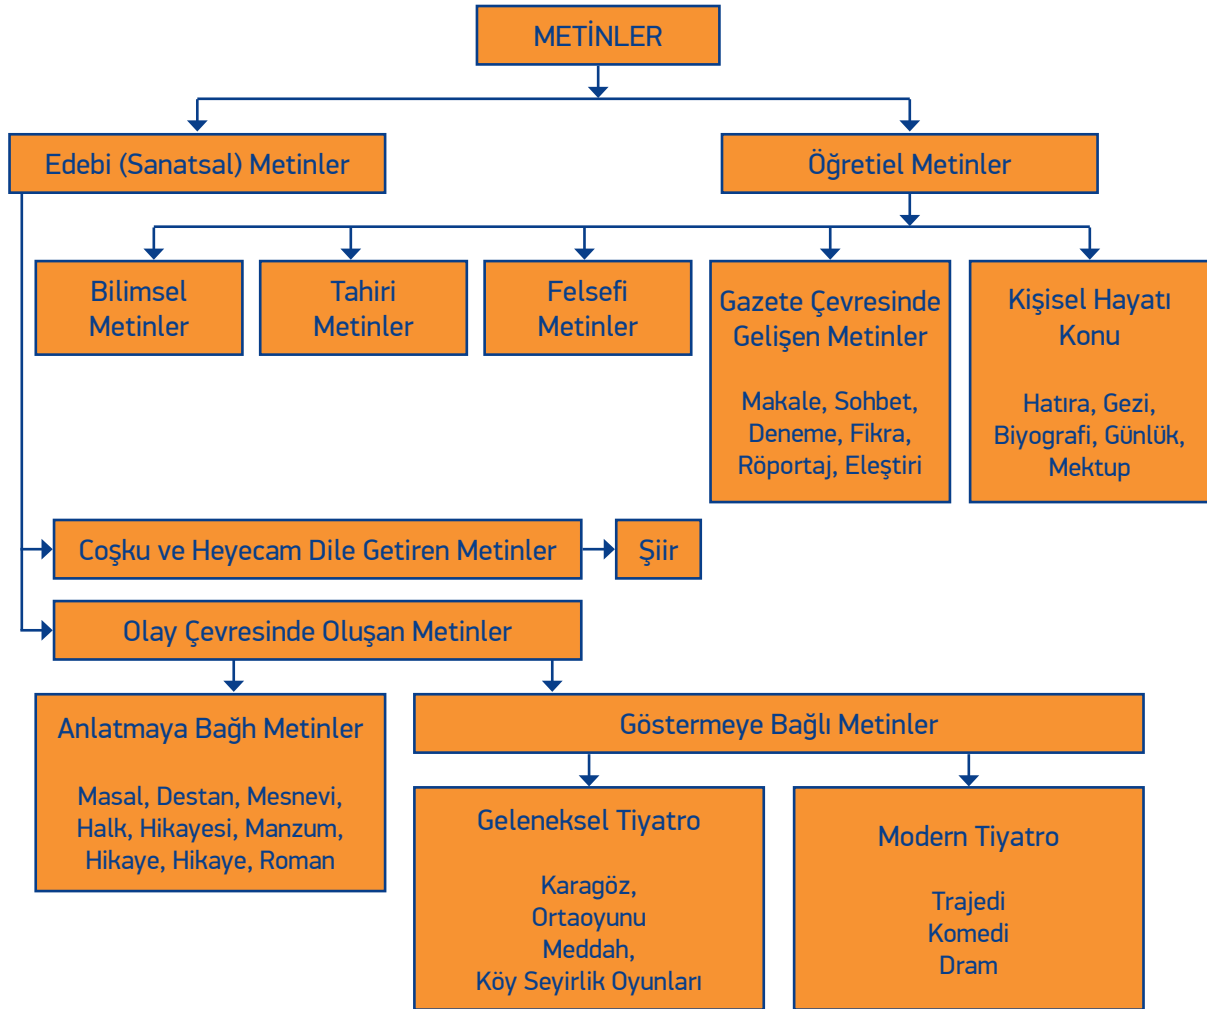 METİNLER
Edebi (Sanatsal) Metinler
Öğretiel Metinler
Bilimsel
Metinler
Tahiri
Metinler
Felsefi
Metinler
Gazete Çevresinde
Gelişen Metinler
Makale, Sohbet,
Deneme, Fikra,
Röportaj, Eleştiri
Kişisel Hayatı
Konu
Hatıra, Gezi,
Biyografi, Günlük,
Mektup
Coşku ve Heyecam Dile Getiren Metinler
Şiir
Olay Çevresinde Oluşan Metinler
Anlatmaya Bağh Metinler
Masal, Destan, Mesnevi,
Halk, Hikayesi, Manzum,
Hikaye, Hikaye, Roman
Göstermeye Bağlı Metinler
Geleneksel Tiyatro
Karagöz,
Ortaoyunu
Meddah,
Köy Seyirlik Oyunları
Modern Tiyatro
Trajedi
Komedi
Dram